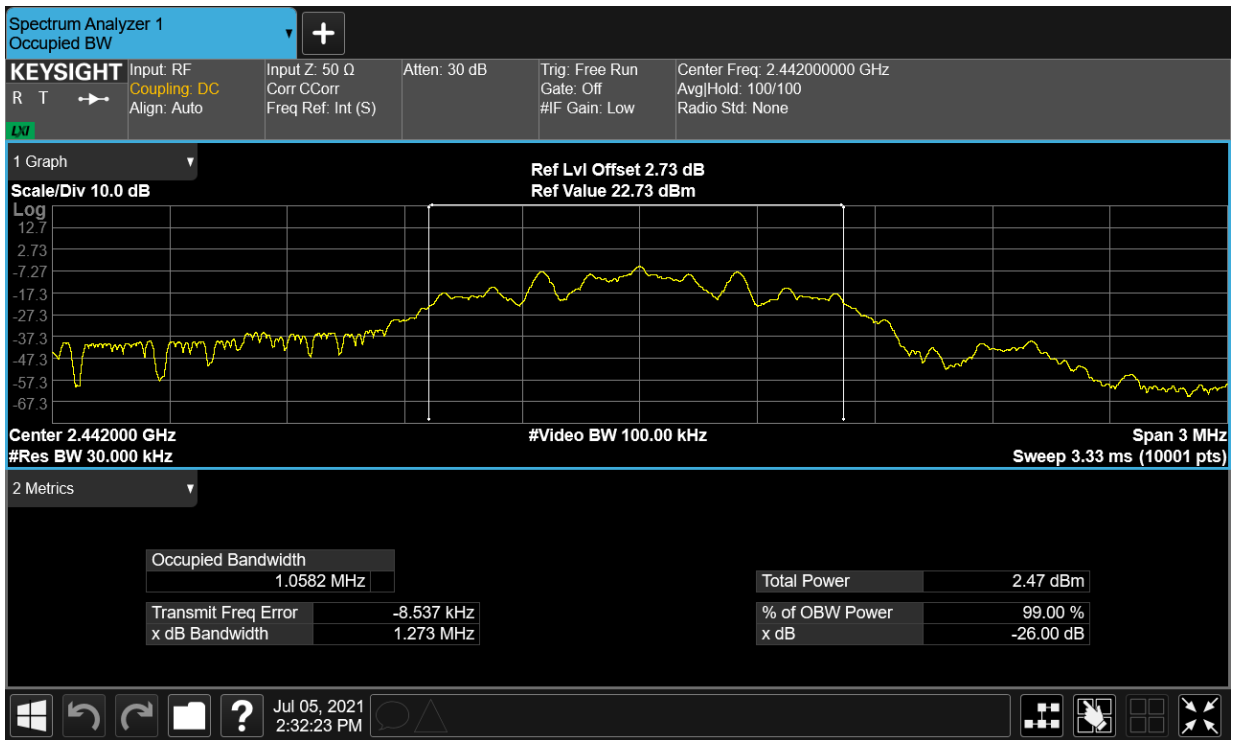 Spectrum Analyzer 1
Occupied BW
▼
+
KEYSIGHT
R T
LXI
Input: RF
Coupling: DC
Align: Auto
Input Z: 50 Ω
Corr CCorr
Freq Ref: Int (S)
Atten: 30 dB
Trig: Free Run
Gate: Off
#IF Gain: Low
Center Freq: 2.442000000 GHz
Avg|Hold: 100/100
Radio Std: None
1 Graph ▼
Ref Lvl Offset 2.73 dB
Scale/Div 10.0 dB
Ref Value 22.73 dBm
Log
12.7
2.73
-7.27
-17.3
-27.3
-37.3
-47.3
-57.3
-67.3
Center 2.442000 GHz
#Video BW 100.00 kHz
Span 3 MHz
#Res BW 30.000 kHz
Sweep 3.33 ms (10001 pts)
2 Metrics ▼
Occupied Bandwidth
1.0582 MHz
Total Power 2.47 dBm
Transmit Freq Error -8.537 kHz
% of OBW Power 99.00 %
x dB Bandwidth 1.273 MHz
x dB -26.00 dB
?
Jul 05, 2021
2:32:23 PM